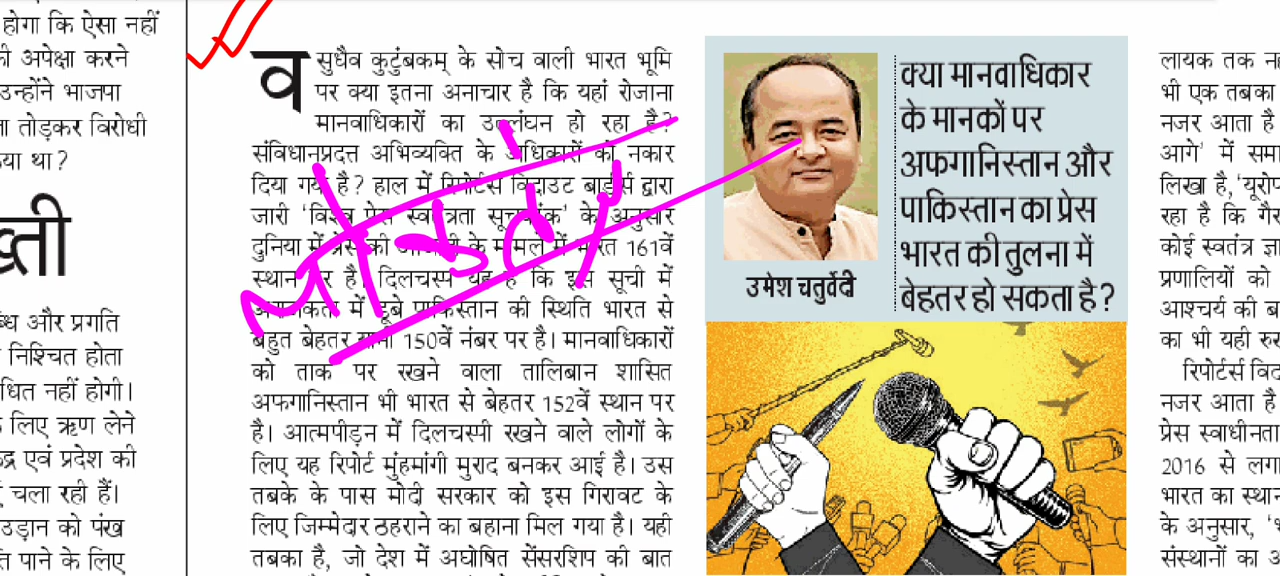 होगा कि ऐसा नहीं
की अपेक्षा करने
उन्होंने भाजपा
ा तोड़कर विरोधी
या था?
ख्ती
ब्ध और प्रगति
निश्चित होता
धित नहीं होगी।
लिए ऋण लेने
द्र एवं प्रदेश की
चला रही हैं।
उड़ान को पंख
ति पाने के लिए
वसुधैव कुटुंबकम् के सोच वाली भारत भूमि
पर क्या इतना अनाचार है कि यहां रोजाना
मानवाधिकारों का उल्लंघन हो रहा है?
संविधानप्रदत्त अभिव्यक्ति के अधिकारों को नकार
दिया गया है? हाल में रिपोर्टर्स विदाउट बार्डर्स द्वारा
जारी 'विश्व प्रेस स्वतंत्रता सूचकांक' के अनुसार
दुनिया में प्रेस की आजादी के मामले में भारत 161वें
स्थान पर है। दिलचस्प यह है कि इस सूची में
अराजकता में डूबे पाकिस्तान की स्थिति भारत से
बहुत बेहतर यानी 150वें नंबर पर है। मानवाधिकारों
को ताक पर रखने वाला तालिबान शासित
अफगानिस्तान भी भारत से बेहतर 152वें स्थान पर
है। आत्मपीड़न में दिलचस्पी रखने वाले लोगों के
लिए यह रिपोर्ट मुंहमांगी मुराद बनकर आई है। उस
तबके के पास मोदी सरकार को इस गिरावट के
लिए जिम्मेदार ठहराने का बहाना मिल गया है। यही
तबका है, जो देश में अघोषित सेंसरशिप की बात
उमेश चतुर्वेदी
क्या मानवाधिकार
के मानकों पर
अफगानिस्तान और
पाकिस्तान का प्रेस
भारत की तुलना में
बेहतर हो सकता है?
लायक तक
भी एक तबका
नजर आता है
आगे' में
लिखा है, 'यूरोप
रहा है कि
कोई स्वतंत्र
प्रणालियों को
आश्चर्य की
का भी यही
रिपोर्टर्स
नजर आता है
प्रेस स्वाधीनता
2016 से
भारत का
के अनुसार,
संस्थानों का